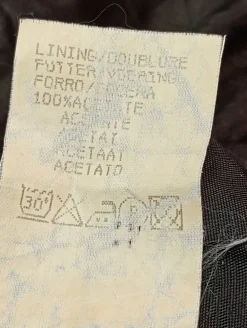 LINING/DOUBLURE
FUTTER/VOERING
FORRO/FODERA
100%ACETATE
ACETATE
ACETAT
ACETAAT
ACETATO
30°
P